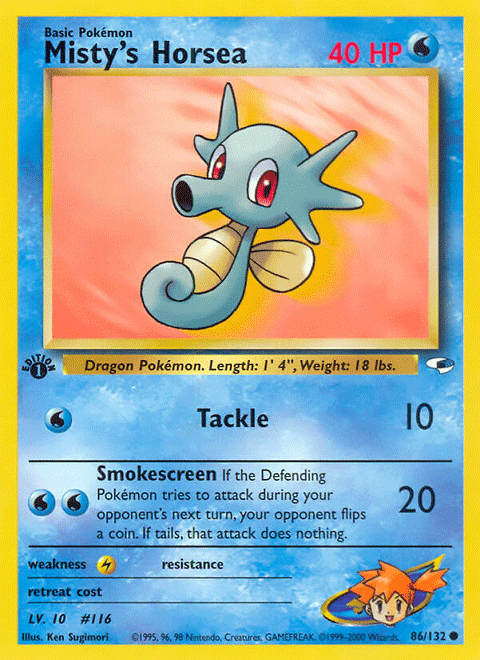 Basic Pokémon
Misty's Horsea 40 HP
EDITION
1
Dragon Pokémon. Length: 1' 4", Weight: 18 lbs.
Tackle 10
Smokescreen If the Defending
Pokémon tries to attack during your
opponent's next turn, your opponent flips
a coin. If tails, that attack does nothing.
20
weakness resistance
retreat cost
LV. 10 #116
Illus. Ken Sugimori ©1995, 96, 98 Nintendo, Creatures, GAMEFREAK. ©1999-2000 Wizards. 86/132